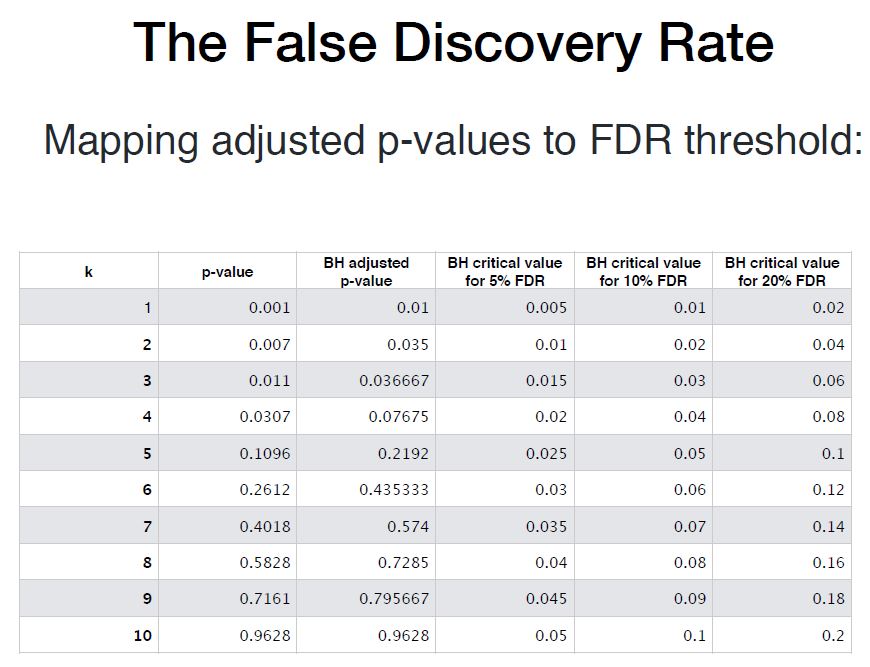 The False Discovery Rate
Mapping adjusted p-values to FDR threshold:
k p-value BH adjusted p-value BH critical value for 5% FDR BH critical value for 10% FDR BH critical value for 20% FDR
1 0.001 0.01 0.005 0.01 0.02
2 0.007 0.035 0.01 0.02 0.04
3 0.011 0.036667 0.015 0.03 0.06
4 0.0307 0.07675 0.02 0.04 0.08
5 0.1096 0.2192 0.025 0.05 0.1
6 0.2612 0.435333 0.03 0.06 0.12
7 0.4018 0.574 0.035 0.07 0.14
8 0.5828 0.7285 0.04 0.08 0.16
9 0.7161 0.795667 0.045 0.09 0.18
10 0.9628 0.9628 0.05 0.1 0.2